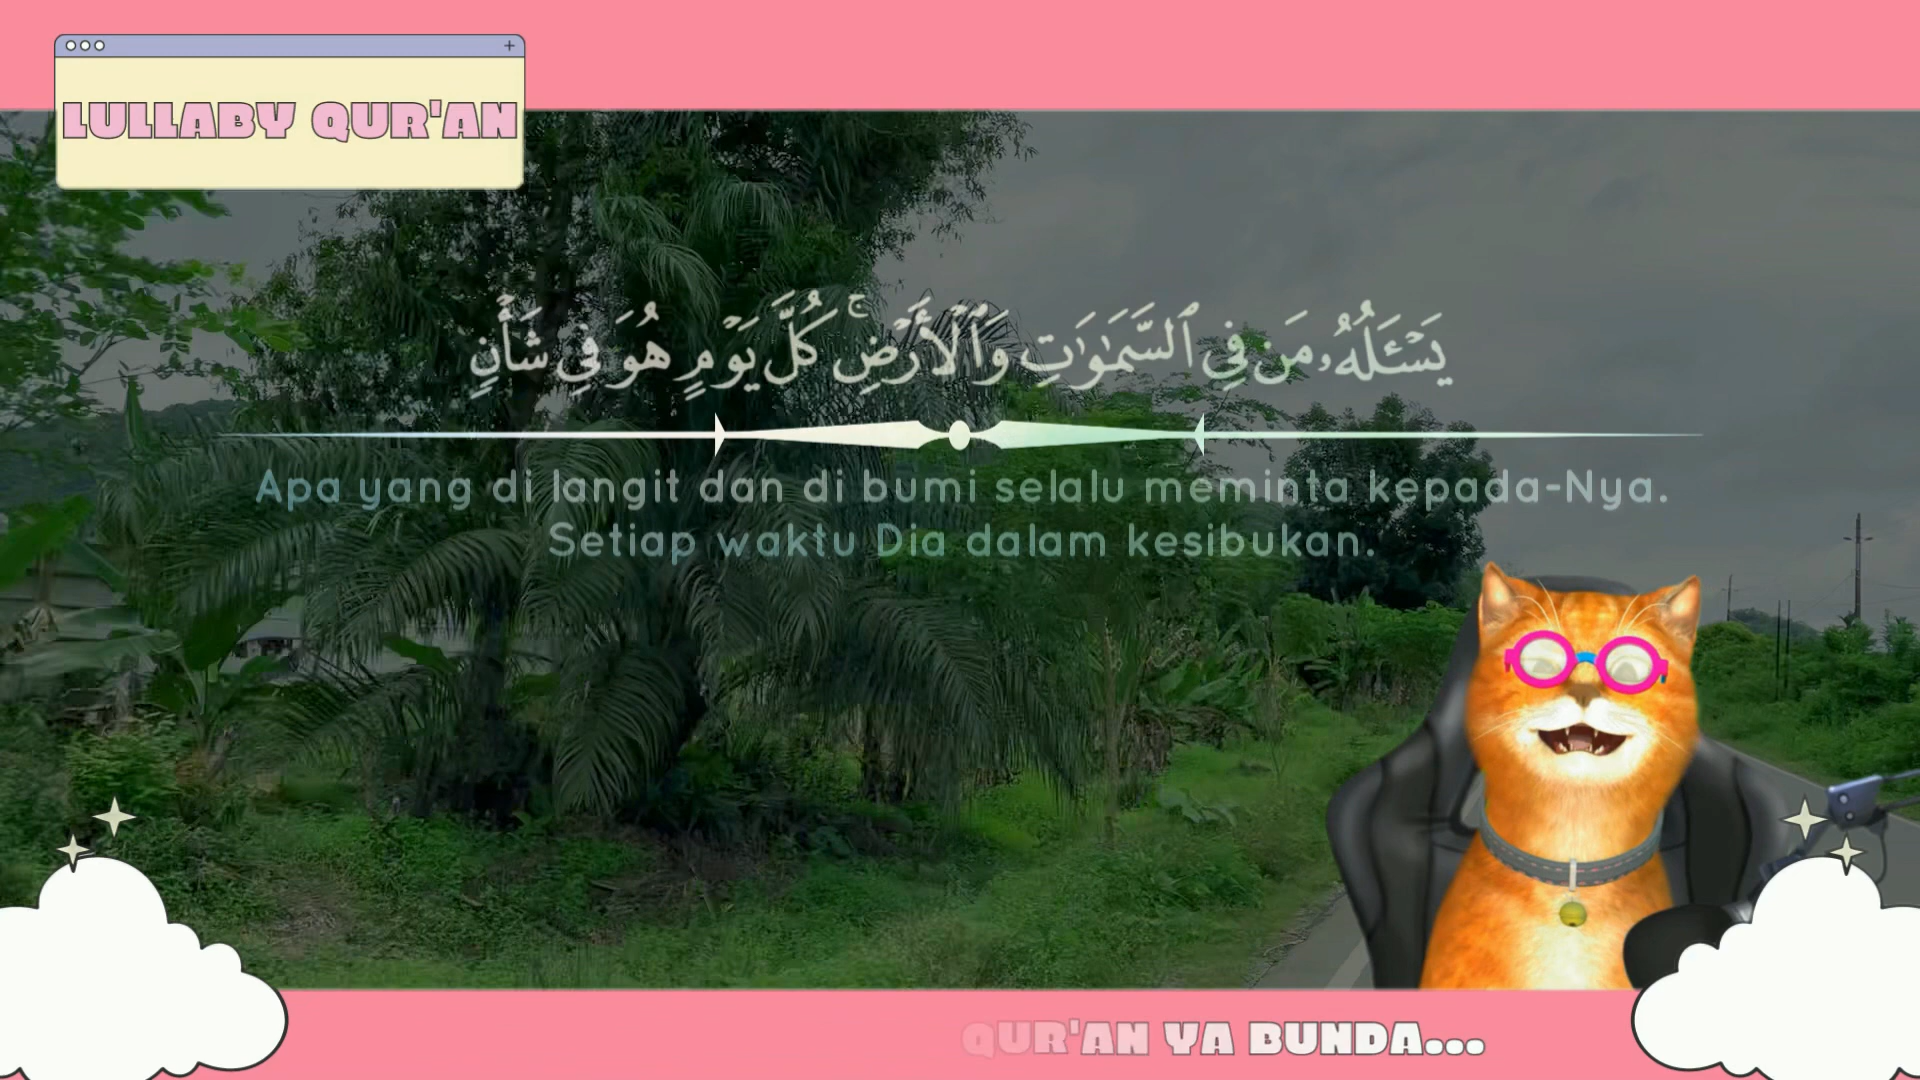 LULLABY QUR'AN
يَسْـَٔلُهُۥ مَن فِى ٱلسَّمَٰوَٰتِ وَٱلْأَرْضِ ۚ كُلَّ يَوْمٍ هُوَ فِى شَأْنٍ
Apa yang di langit dan di bumi selalu meminta kepada-Nya.
Setiap waktu Dia dalam kesibukan.
QUR'AN YA BUNDA...